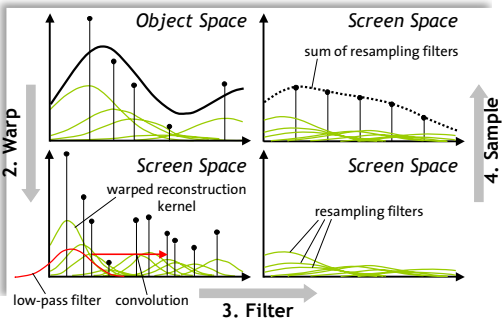 Object Space
Screen Space
sum of resampling filters
2. Warp
4. Sample
Screen Space
warped reconstruction
kernel
Screen Space
resampling filters
low-pass filter
convolution
3. Filter